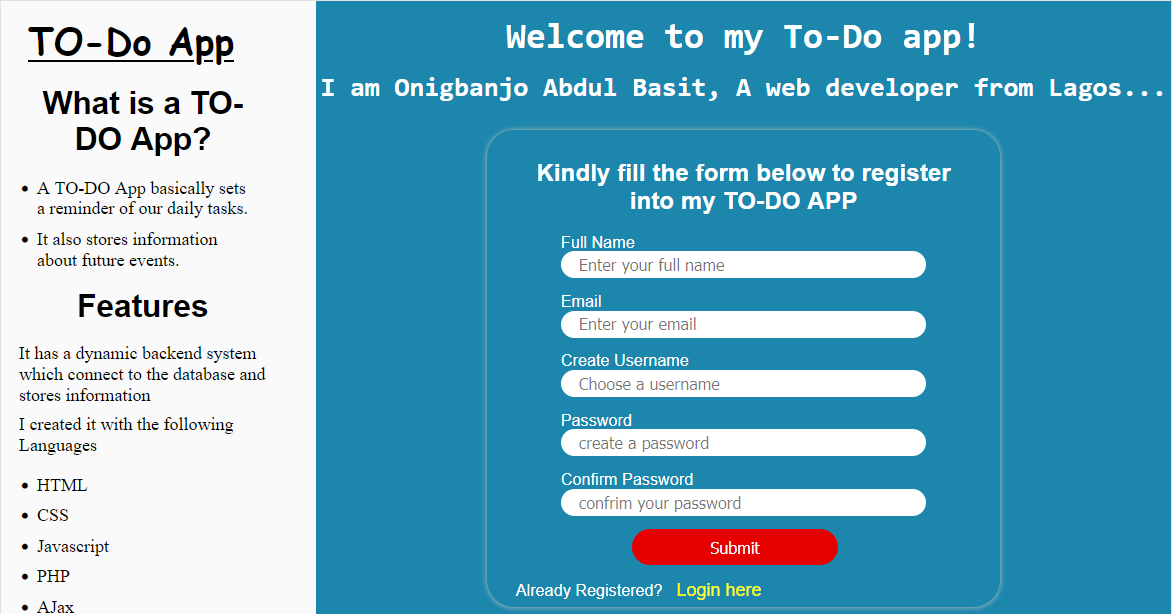 TO-Do App
What is a TO-
DO App?
A TO-DO App basically sets
a reminder of our daily tasks.
It also stores information
about future events.
Features
It has a dynamic backend system
which connect to the database and
stores information
I created it with the following
Languages
HTML
CSS
Javascript
PHP
AJax
Welcome to my To-Do app!
I am Onigbanjo Abdul Basit, A web developer from Lagos...
Kindly fill the form below to register
into my TO-DO APP
Full Name
Enter your full name
Email
Enter your email
Create Username
Choose a username
Password
create a password
Confirm Password
confrim your password
Submit
Already Registered? Login here